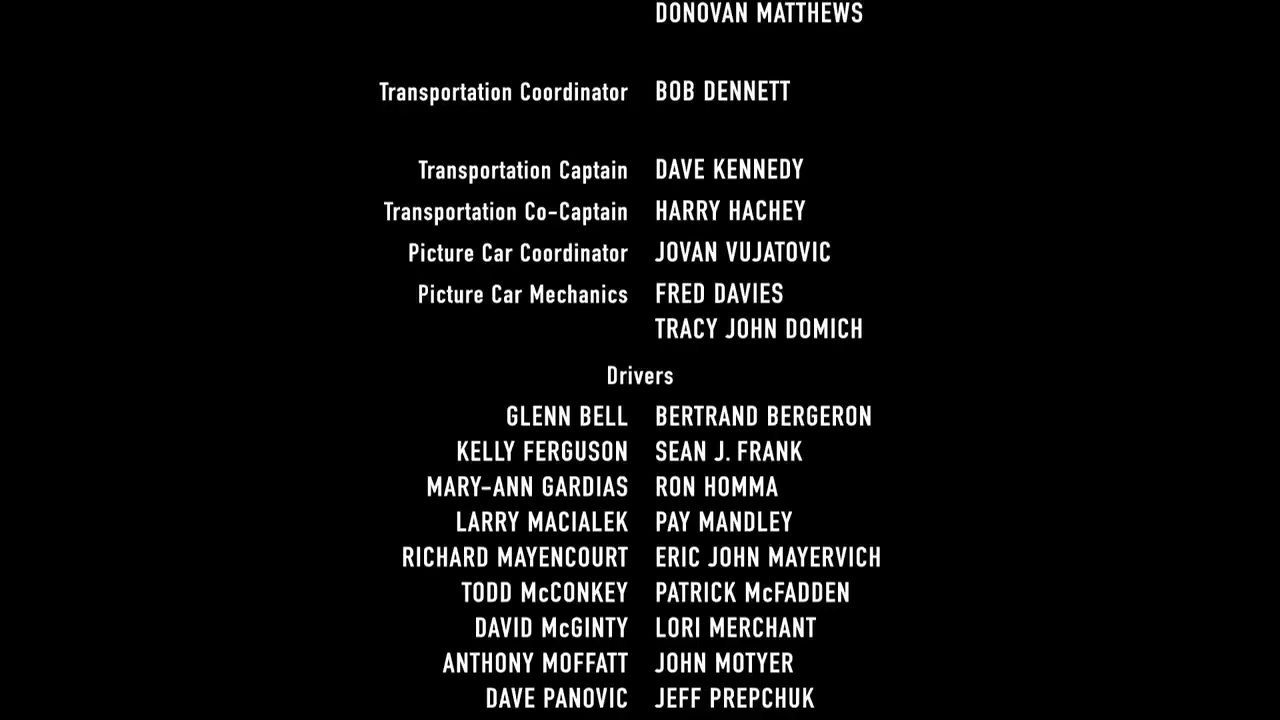 DONOVAN MATTHEWS
Transportation Coordinator BOB DENNETT
Transportation Captain DAVE KENNEDY
Transportation Co-Captain HARRY HACHEY
Picture Car Coordinator JOVAN VUJATOVIC
Picture Car Mechanics FRED DAVIES
TRACY JOHN DOMICH
Drivers
GLENN BELL BERTRAND BERGERON
KELLY FERGUSON SEAN J. FRANK
MARY-ANN GARDIAS RON HOMMA
LARRY MACIALEK PAY MANDLEY
RICHARD MAYENCOURT ERIC JOHN MAYERVICH
TODD McCONKEY PATRICK McFADDEN
DAVID McGINTY LORI MERCHANT
ANTHONY MOFFATT JOHN MOTYER
DAVE PANOVIC JEFF PREPCHUK